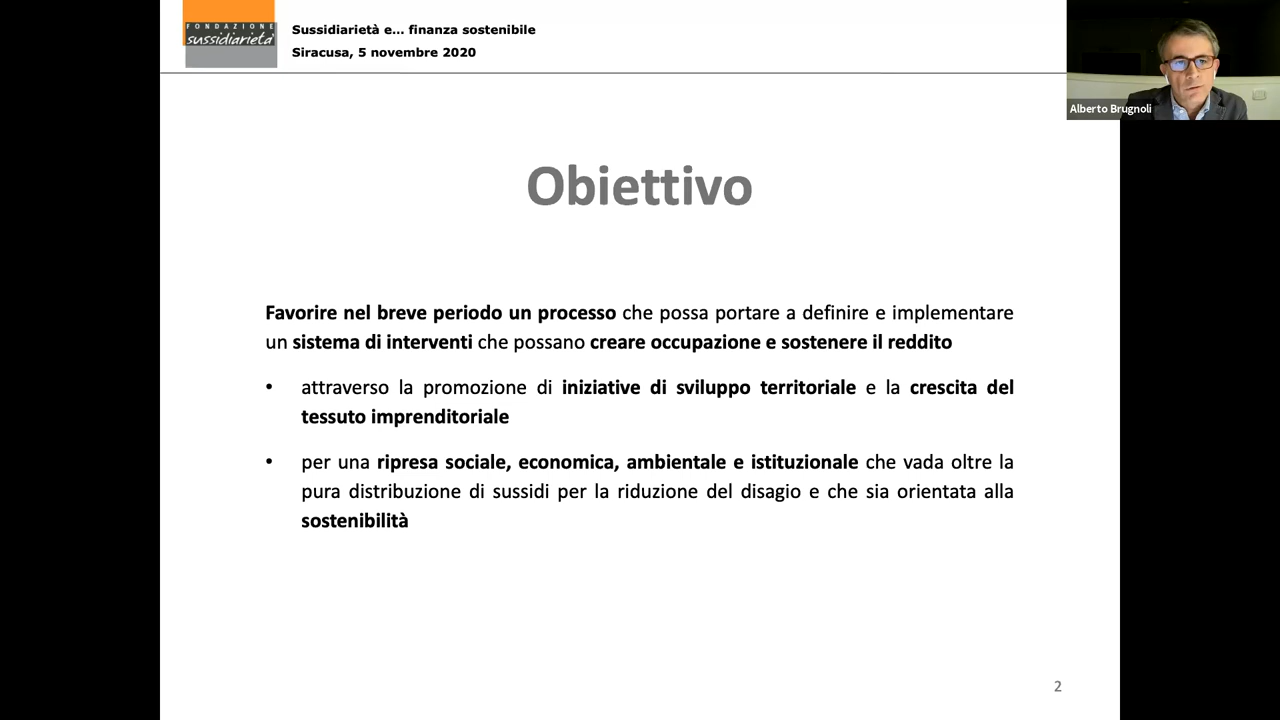 FONDAZIONE
sussidiarietà
Sussidiarietà e... finanza sostenibile
Siracusa, 5 novembre 2020
Alberto Brugnoli
Obiettivo
Favorire nel breve periodo un processo che possa portare a definire e implementare
un sistema di interventi che possano creare occupazione e sostenere il reddito
• attraverso la promozione di iniziative di sviluppo territoriale e la crescita del
tessuto imprenditoriale
• per una ripresa sociale, economica, ambientale e istituzionale che vada oltre la
pura distribuzione di sussidi per la riduzione del disagio e che sia orientata alla
sostenibilità
2